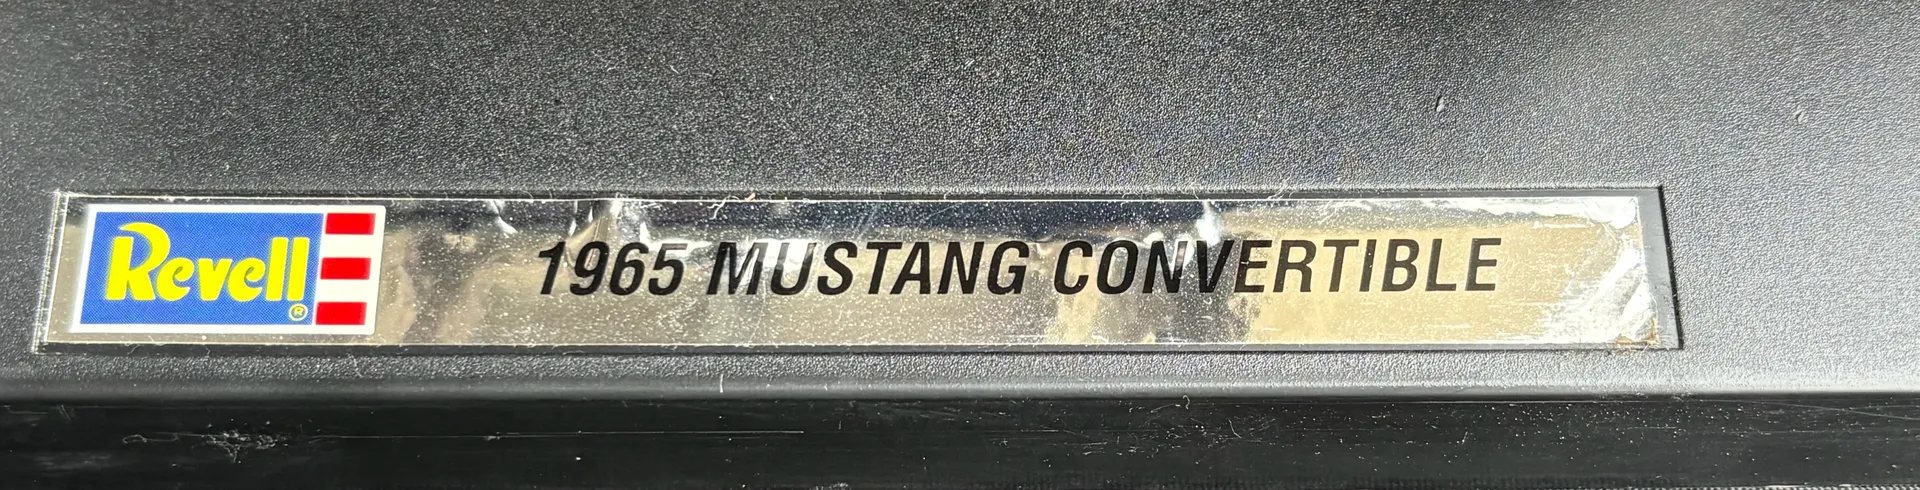 Revell®
1965 MUSTANG CONVERTIBLE